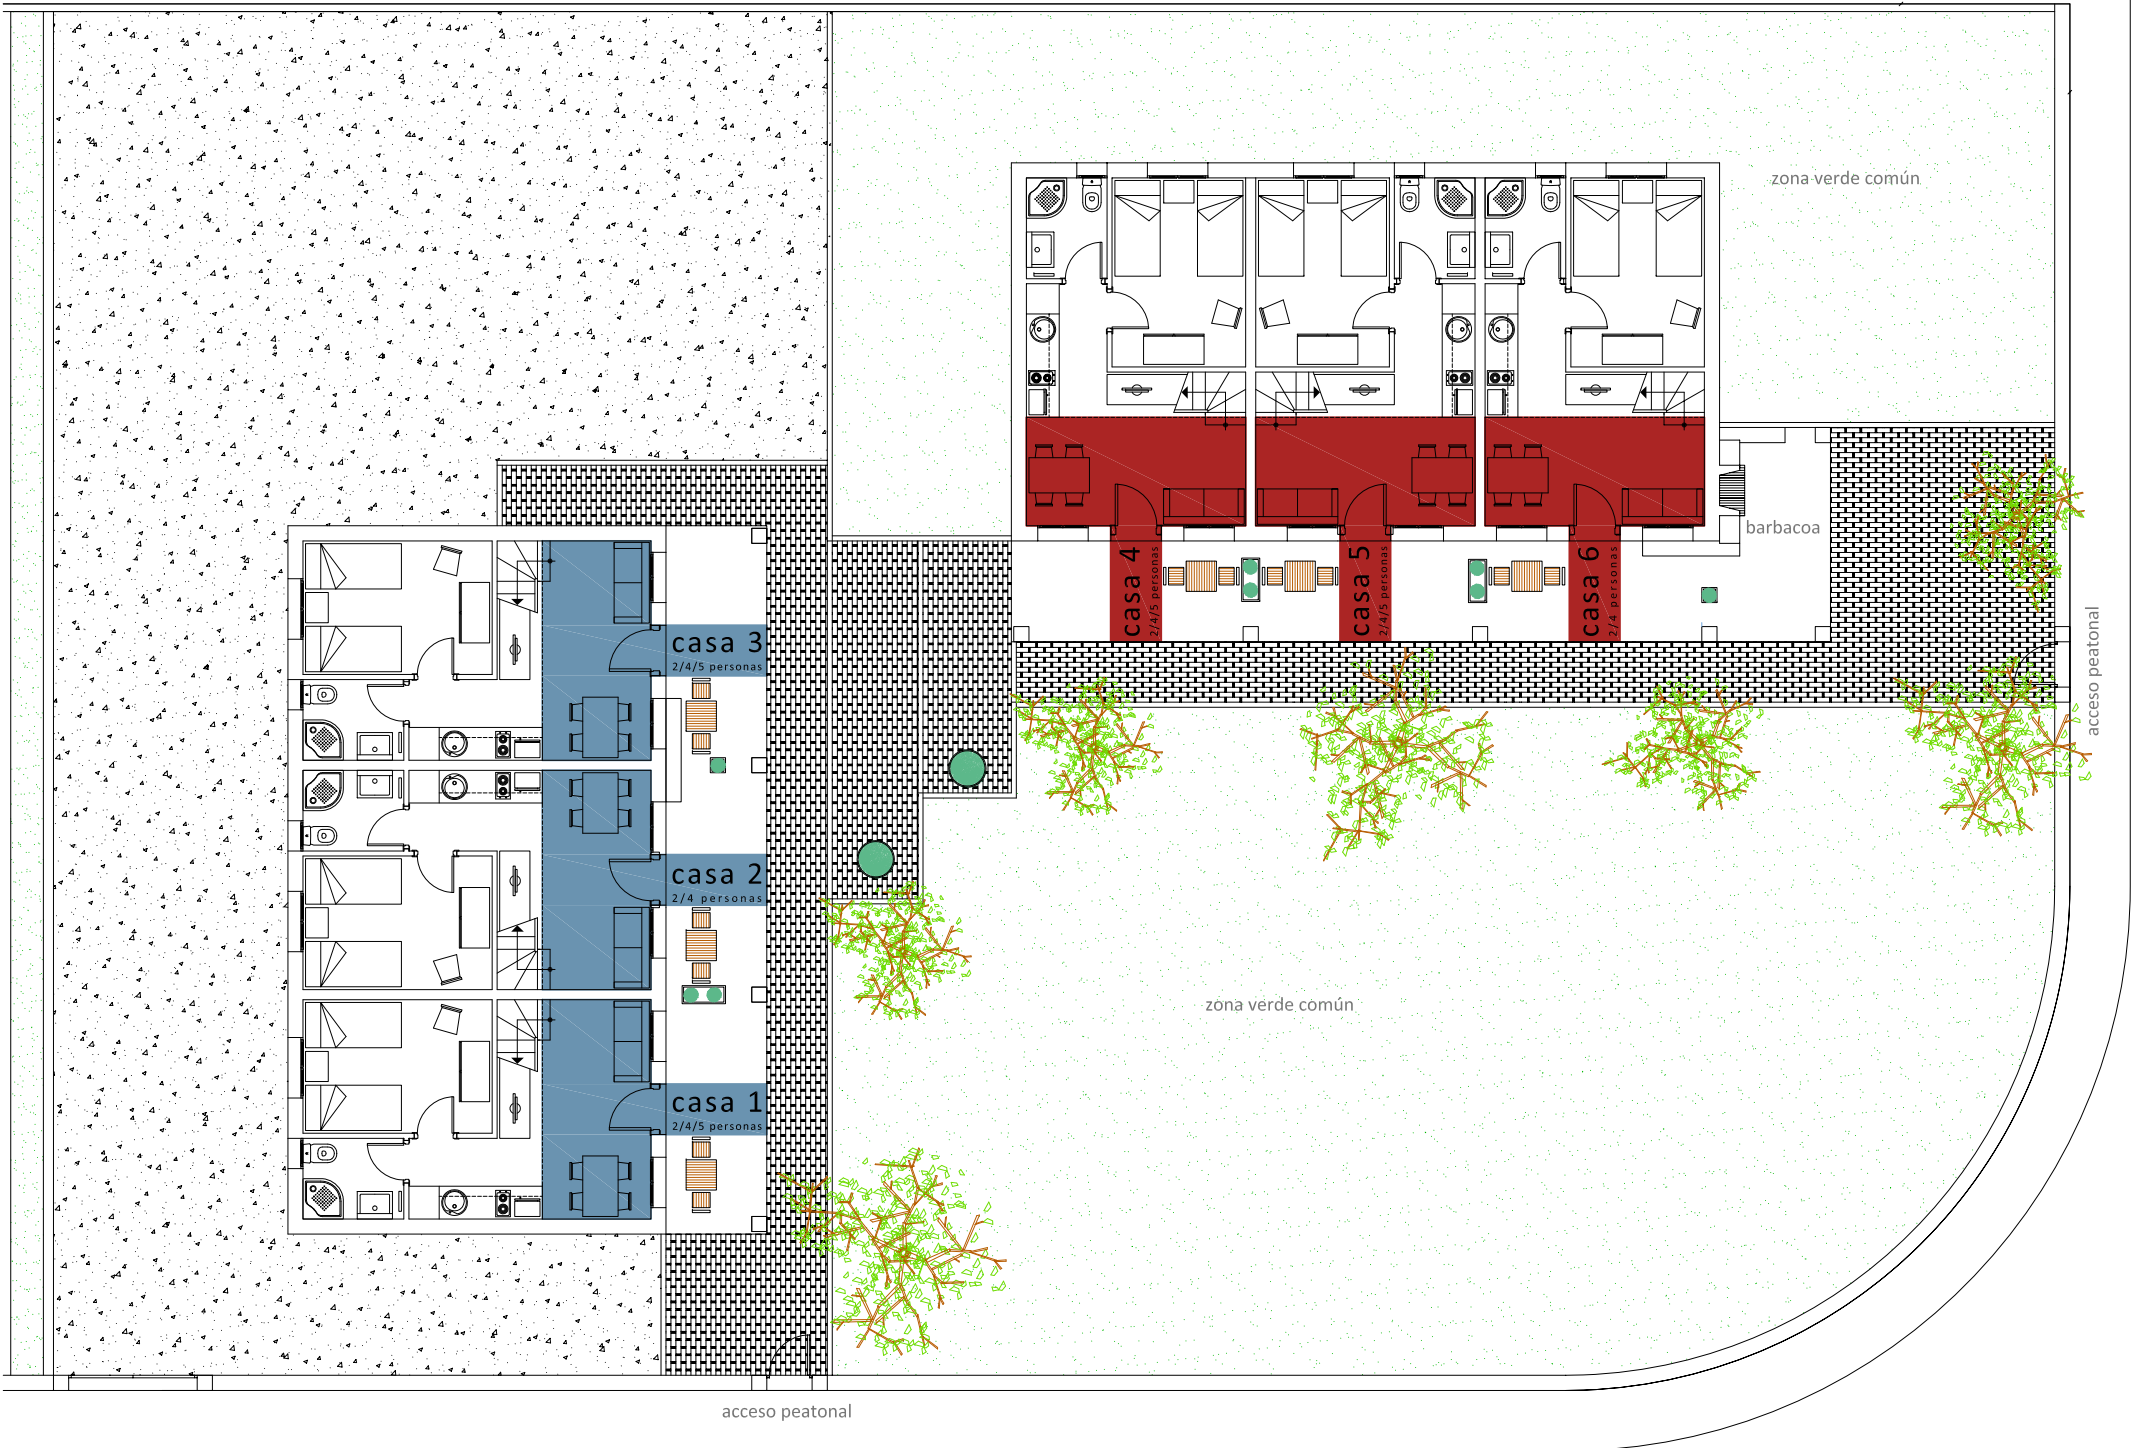 zona verde común
barbacoa
casa 4
2/4/5 personas
casa 5
2/4/5 personas
casa 6
2/4 personas
casa 3
2/4/5 personas
acceso peatonal
casa 2
2/4 personas
zona verde común
casa 1
2/4/5 personas
acceso peatonal